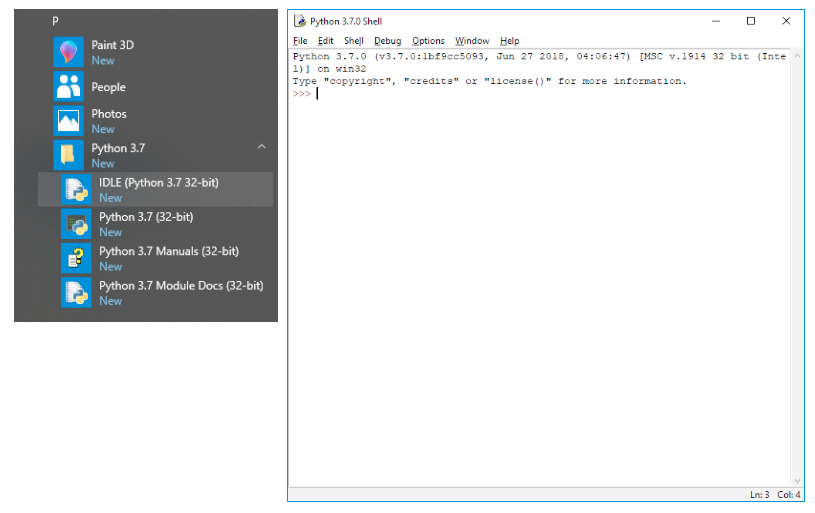 P
Paint 3D
New
People
Photos
New
Python 3.7
New
IDLE (Python 3.7 32-bit)
New
Python 3.7 (32-bit)
New
Python 3.7 Manuals (32-bit)
New
Python 3.7 Module Docs (32-bit)
New
Python 3.7.0 Shell
File Edit Shell Debug Options Window Help
Python 3.7.0 (v3.7.0:1bf9cc5093, Jun 27 2018, 04:06:47) [MSC v.1914 32 bit (Inte
l)] on win32
Type "copyright", "credits" or "license()" for more information.
>>>
Ln: 3 Col: 4